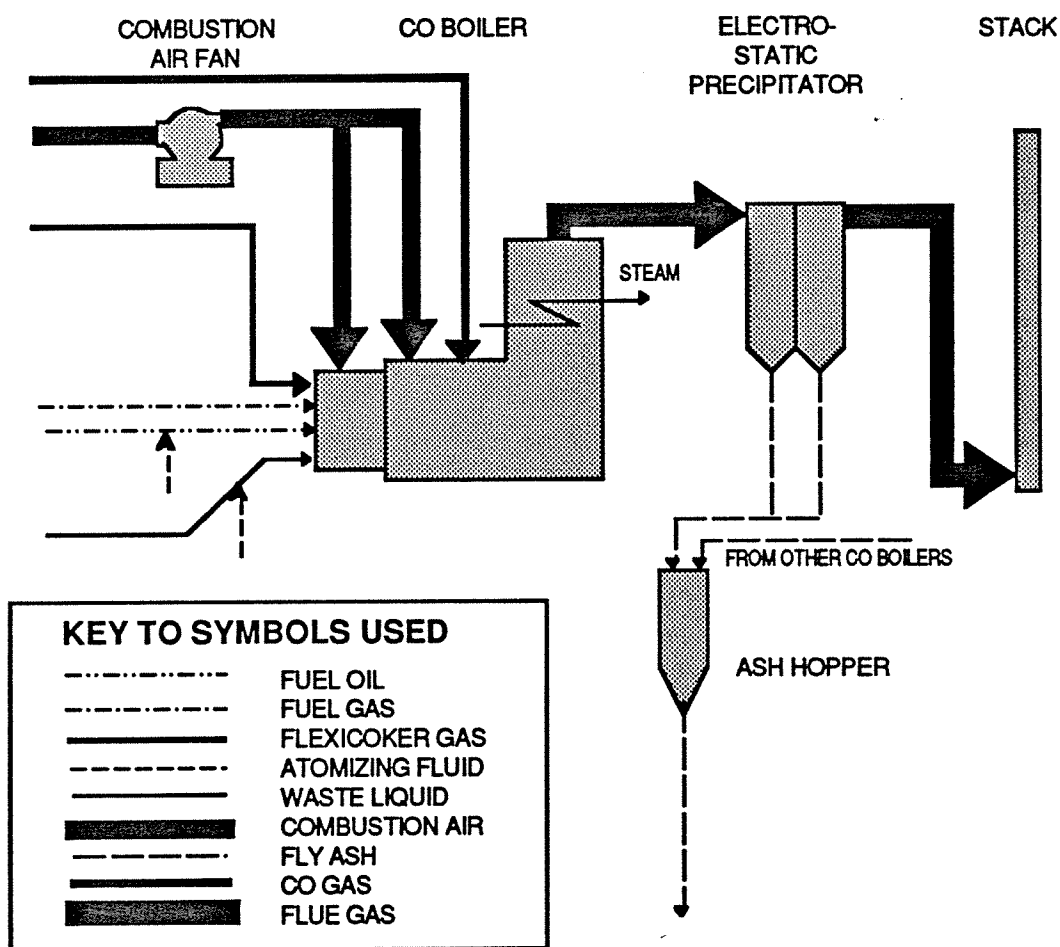 COMBUSTION
AIR FAN
CO BOILER
ELECTRO-
STATIC
PRECIPITATOR
STACK
STEAM
FROM OTHER CO BOILERS
ASH HOPPER
KEY TO SYMBOLS USED
FUEL OIL
FUEL GAS
FLEXICOKER GAS
ATOMIZING FLUID
WASTE LIQUID
COMBUSTION AIR
FLY ASH
CO GAS
FLUE GAS